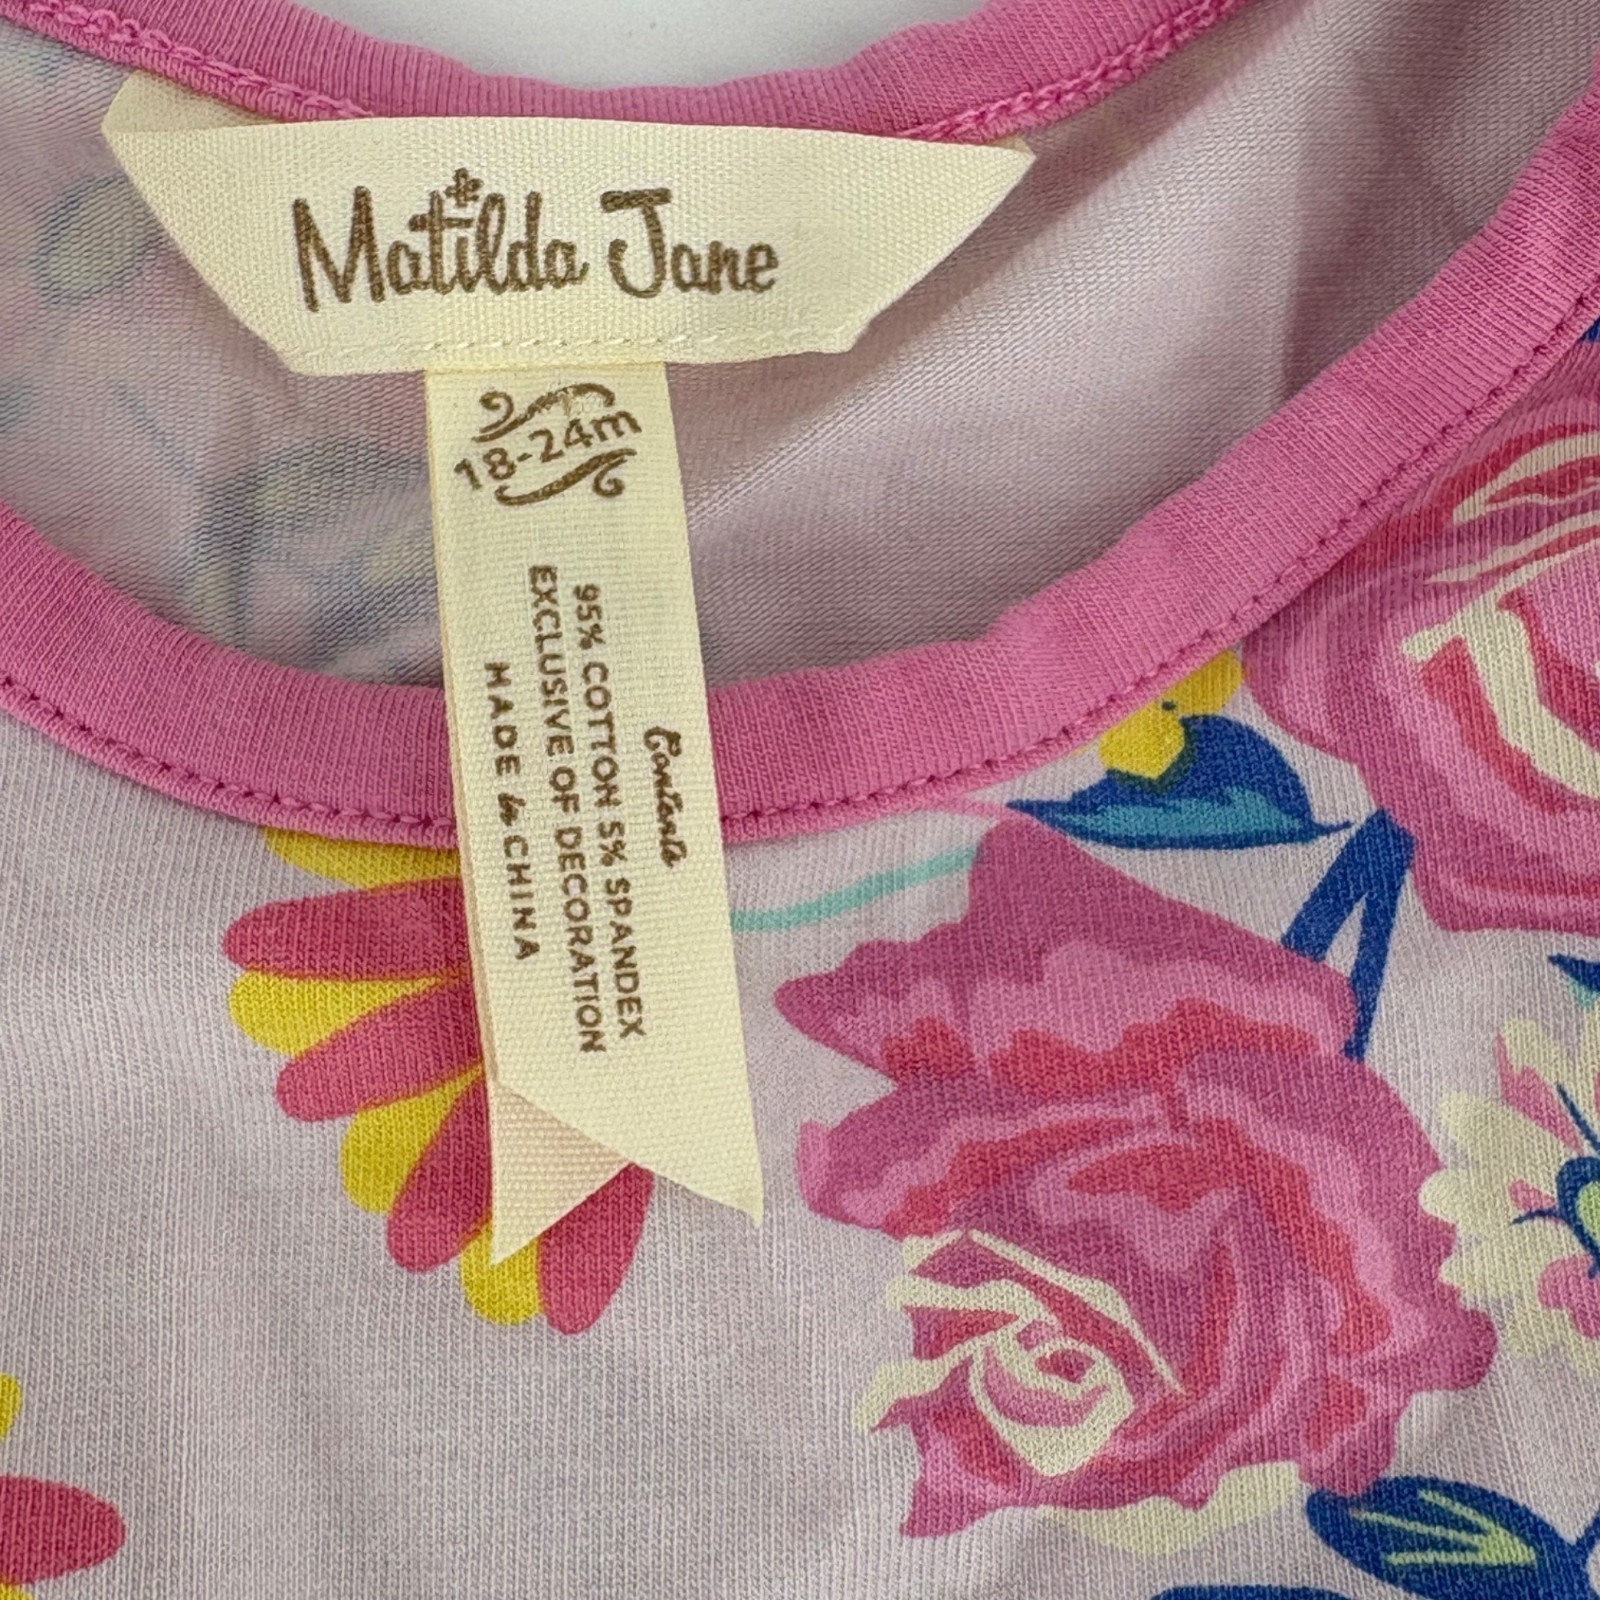 Matilda Jane
18-24m
Contents
95% COTTON 5% SPANDEX
EXCLUSIVE OF DECORATION
MADE in CHINA